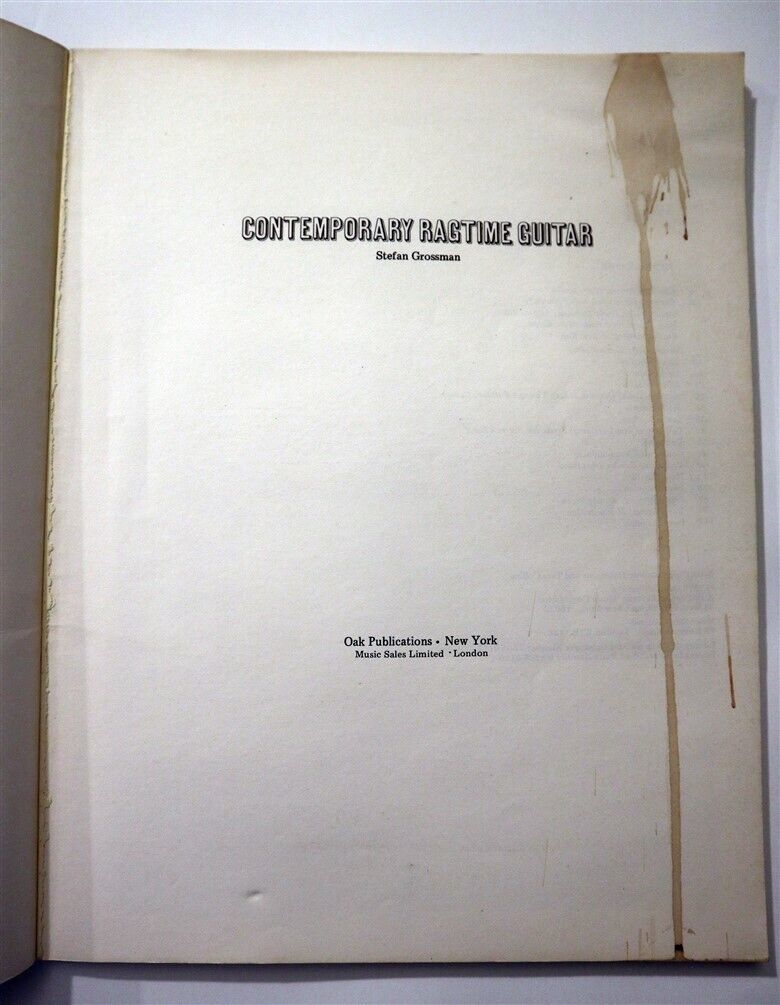 CONTEMPORARY RAGTIME GUITAR
Stefan Grossman
Oak Publications • New York
Music Sales Limited • London